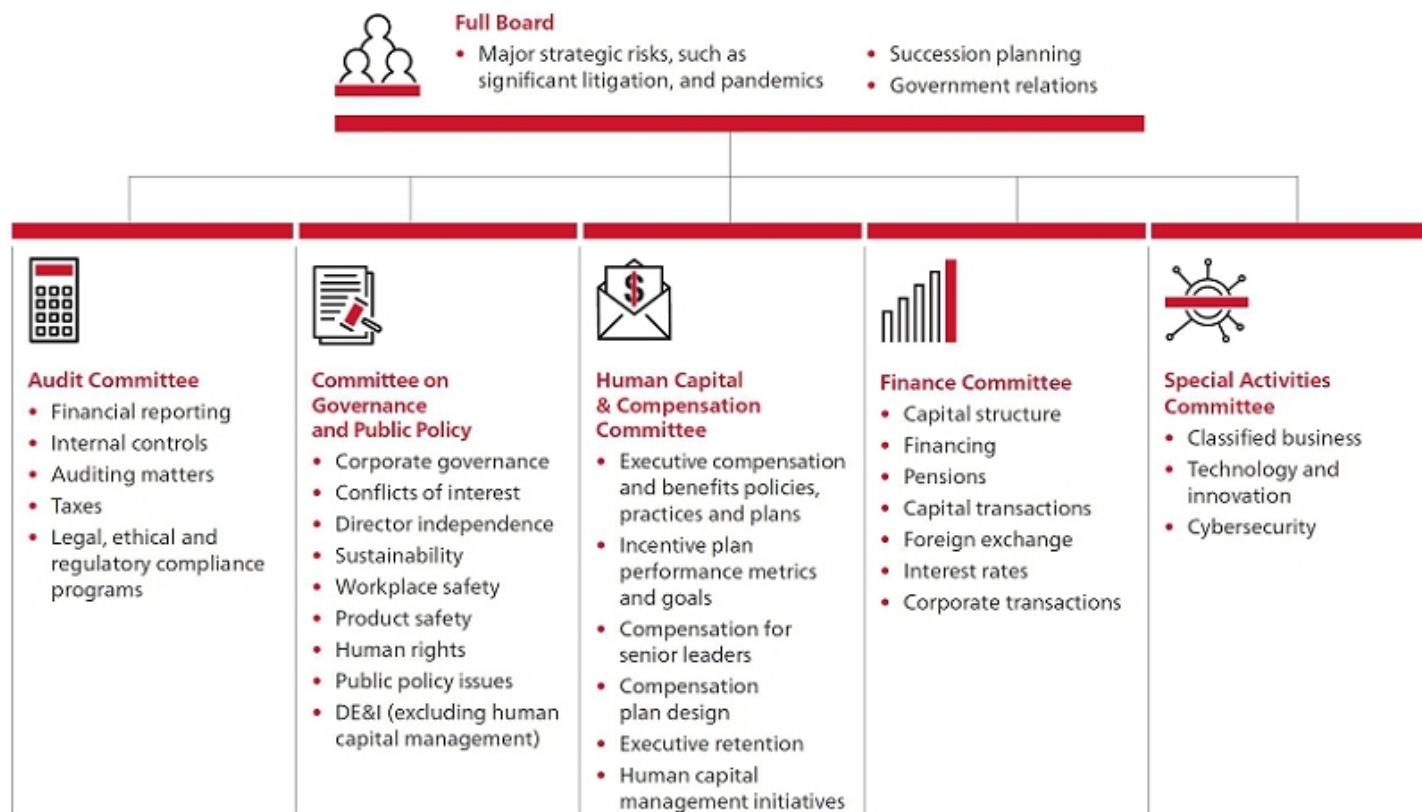 Full Board
• Major strategic risks, such as
significant litigation, and pandemics
• Succession planning
• Government relations
Audit Committee
• Financial reporting
• Internal controls
• Auditing matters
• Taxes
• Legal, ethical and
regulatory compliance
programs
Committee on
Governance
and Public Policy
• Corporate governance
• Conflicts of interest
• Director independence
• Sustainability
• Workplace safety
• Product safety
• Human rights
• Public policy issues
• DE&I (excluding human
capital management)
$
Human Capital
& Compensation
Committee
• Executive compensation
and benefits policies,
practices and plans
• Incentive plan
performance metrics
and goals
• Compensation for
senior leaders
• Compensation
plan design
• Executive retention
• Human capital
management initiatives
Finance Committee
• Capital structure
• Financing
• Pensions
• Capital transactions
• Foreign exchange
• Interest rates
• Corporate transactions
Special Activities
Committee
• Classified business
• Technology and
innovation
• Cybersecurity